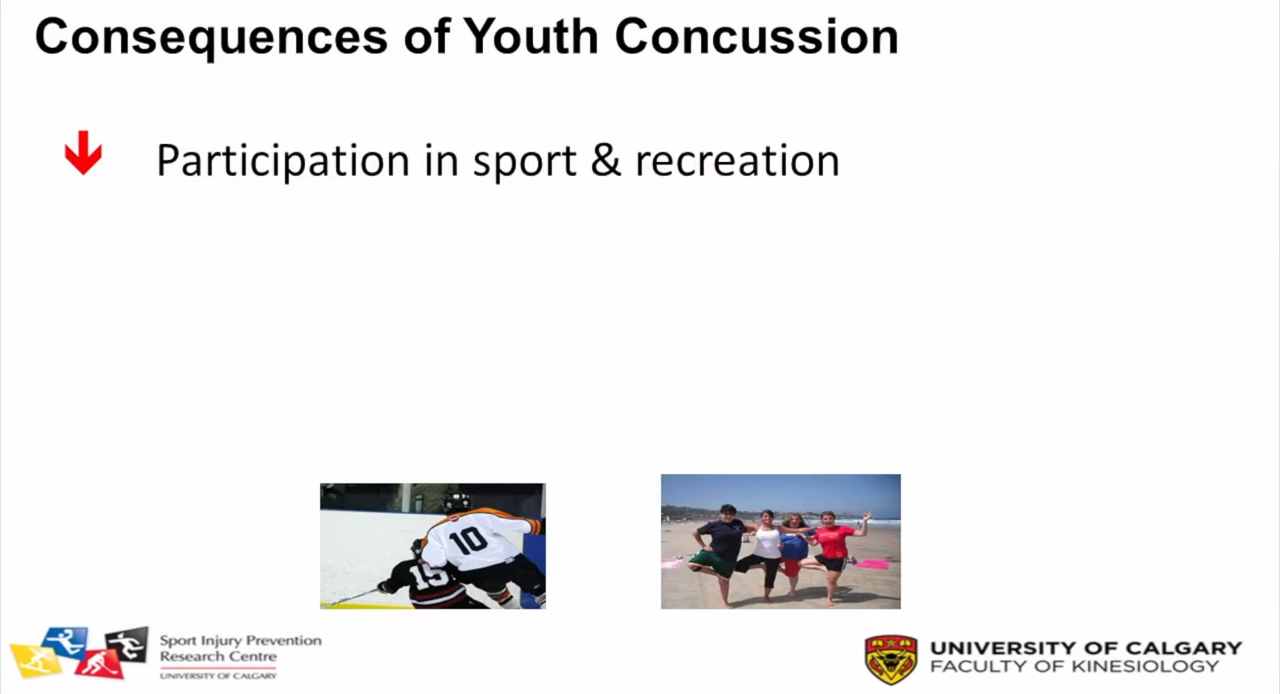 Consequences of Youth Concussion
Participation in sport & recreation
10
15
Sport Injury Prevention
Research Centre
UNIVERSITY OF CALGARY
UNIVERSITY OF CALGARY
FACULTY OF KINESIOLOGY